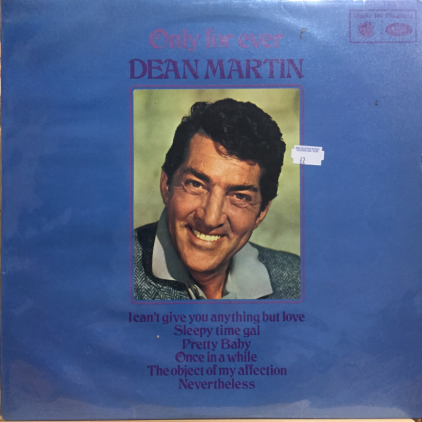 Only for ever
DEAN MARTIN
I can't give you anything but love
Sleepy time gal
Pretty Baby
Once in a while
The object of my affection
Nevertheless